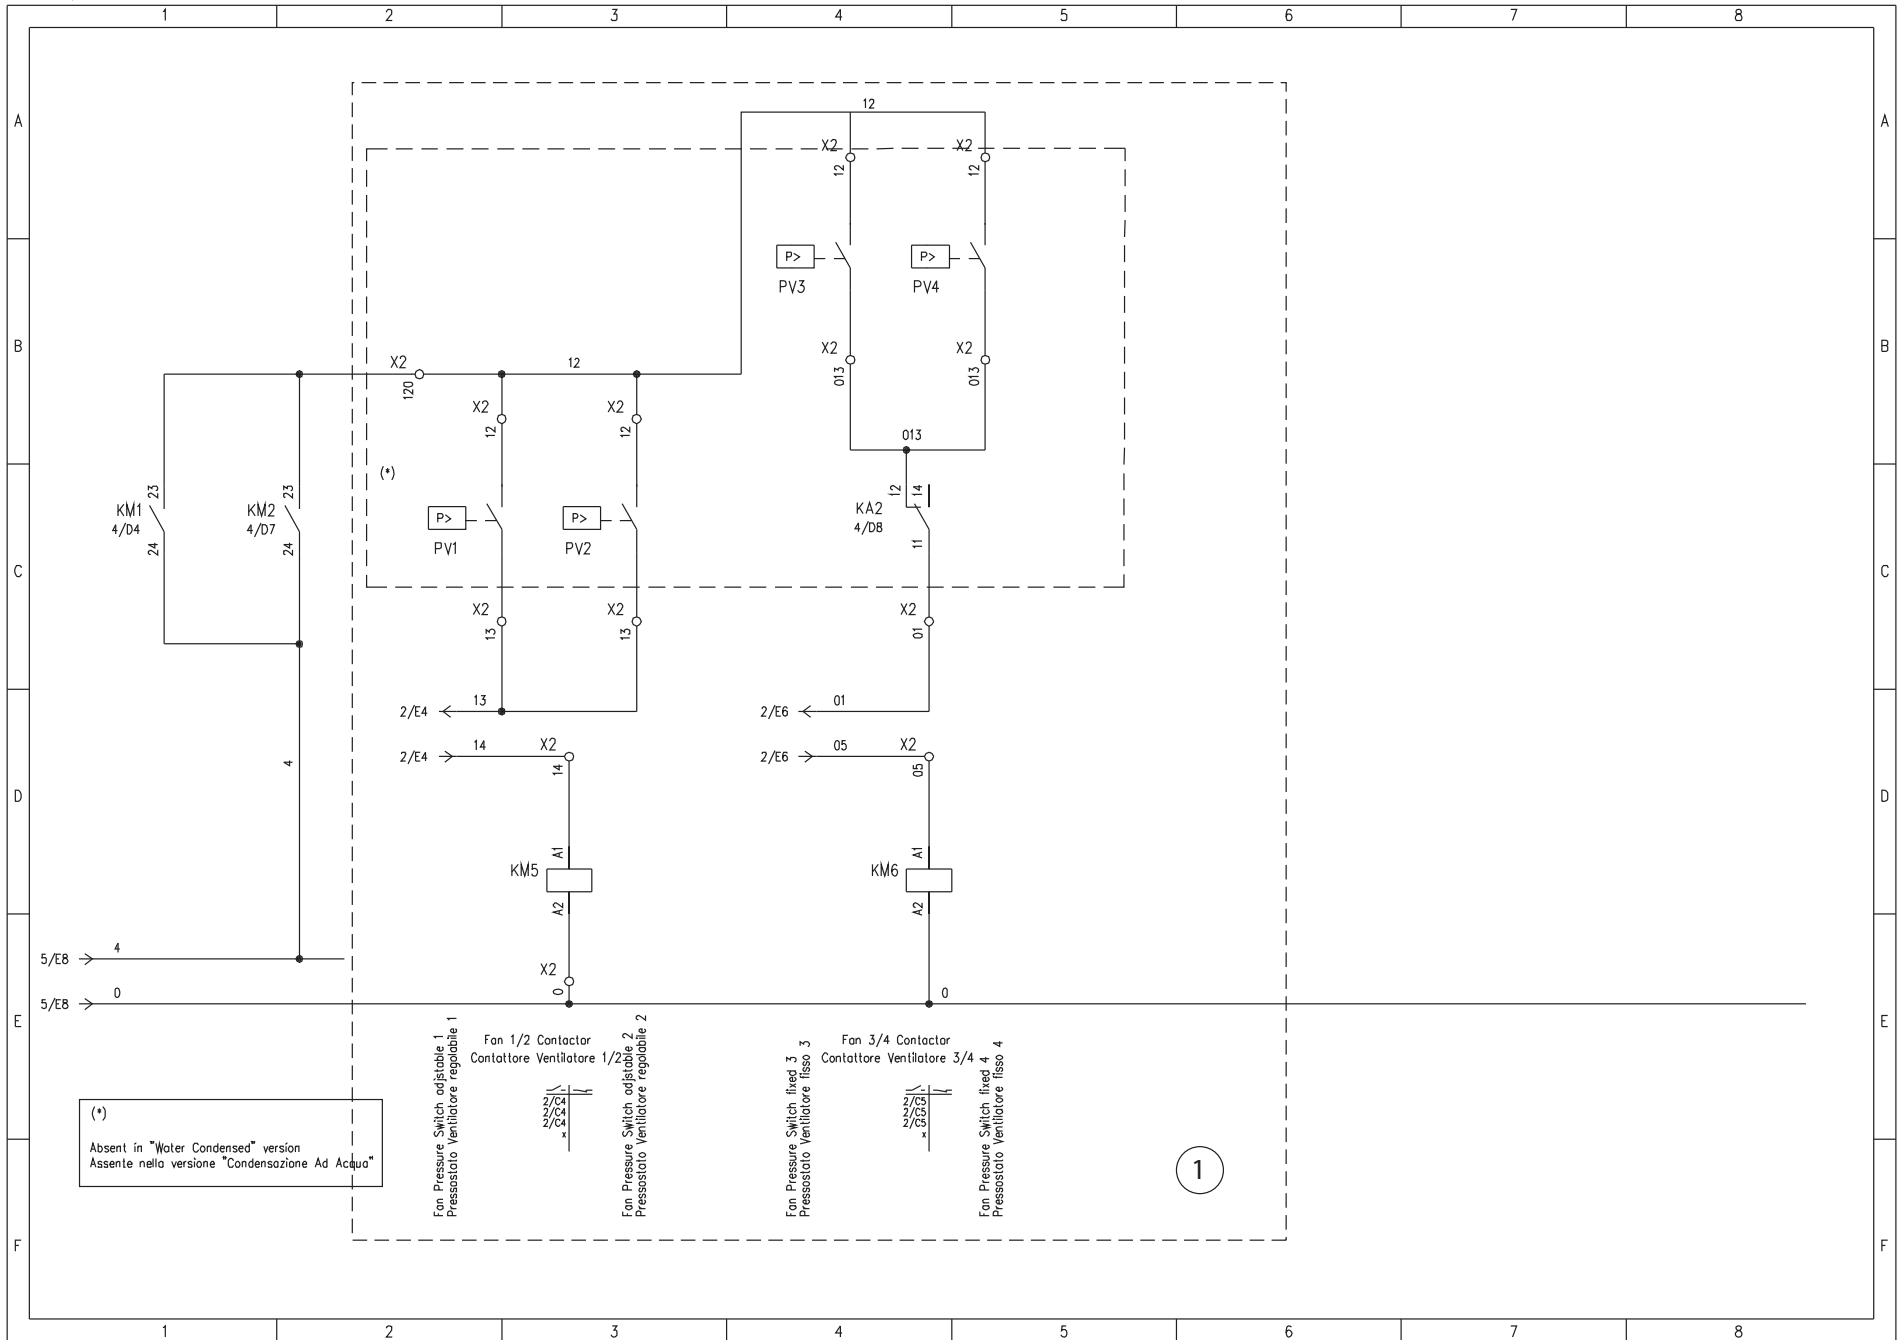 1 2 3 4 5 6 7 8
A A
12
X2 X2
12 12
P> P>
PV3 PV4
B B
X2 12 X2 X2
120 013 013
X2 X2
12 12
013
(*)
23 23 12 14
KM1 KM2 KA2
4/D4 4/D7 4/D8
P> P>
24 24 11
PV1 PV2
C C
X2 X2 X2
13 13 01
2/E4 13 2/E6 01
2/E4 14 X2 2/E6 05 X2
4 14 05
D D
A1 A1
KM5 KM6
A2 A2
5/E8 4
X2
0
5/E8 0 0
E E
Fan Pressure Switch adjstable 1
Pressostato Ventilatore regolabile 1
Fan 1/2 Contactor
Contattore Ventilatore 1/2
Fan Pressure Switch adjstable 2
Pressostato Ventilatore regolabile 2
Fan Pressure Switch fixed 3
Pressostato Ventilatore fisso 3
Fan 3/4 Contactor
Contattore Ventilatore 3/4
Fan Pressure Switch fixed 4
Pressostato Ventilatore fisso 4
2/C4
2/C4
2/C4
x
2/C5
2/C5
2/C5
x
(*)
Absent in "Water Condensed" version
Assente nella versione "Condensazione Ad Acqua"
1
F F
1 2 3 4 5 6 7 8